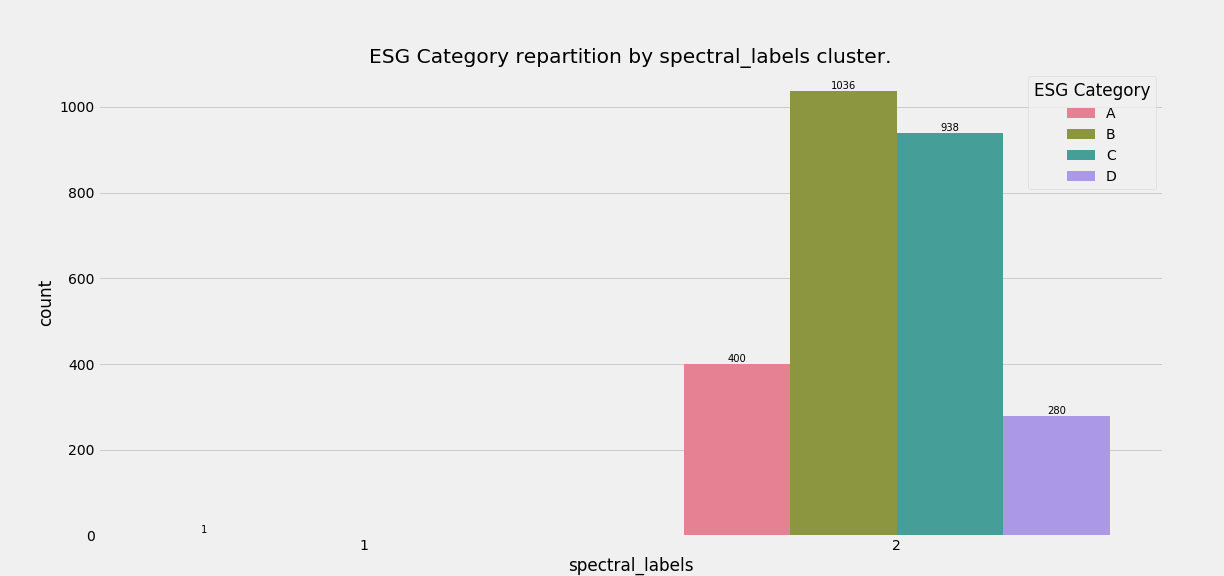 ESG Category repartition by spectral_labels cluster.
ESG Category
A
B
C
D
1000
800
600
400
200
0
count
1
400
1036
938
280
1
2
spectral_labels